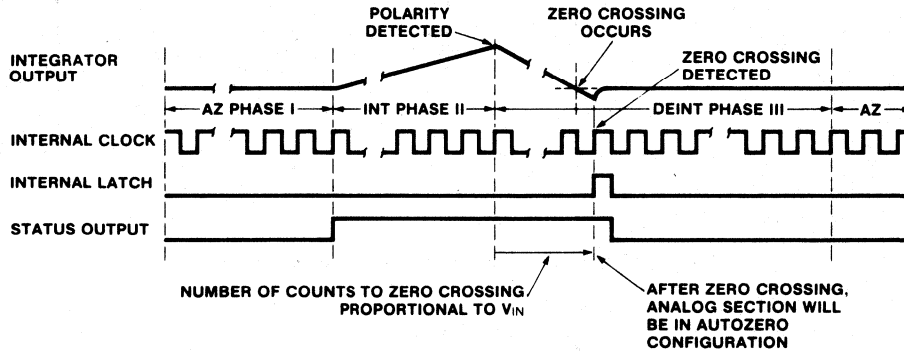 POLARITY
DETECTED
ZERO CROSSING
OCCURS
INTEGRATOR
OUTPUT
ZERO CROSSING
DETECTED
AZ PHASE I
INT PHASE II
DEINT PHASE III
AZ
INTERNAL CLOCK
INTERNAL LATCH
STATUS OUTPUT
NUMBER OF COUNTS TO ZERO CROSSING
PROPORTIONAL TO VIN
AFTER ZERO CROSSING,
ANALOG SECTION WILL
BE IN AUTOZERO
CONFIGURATION